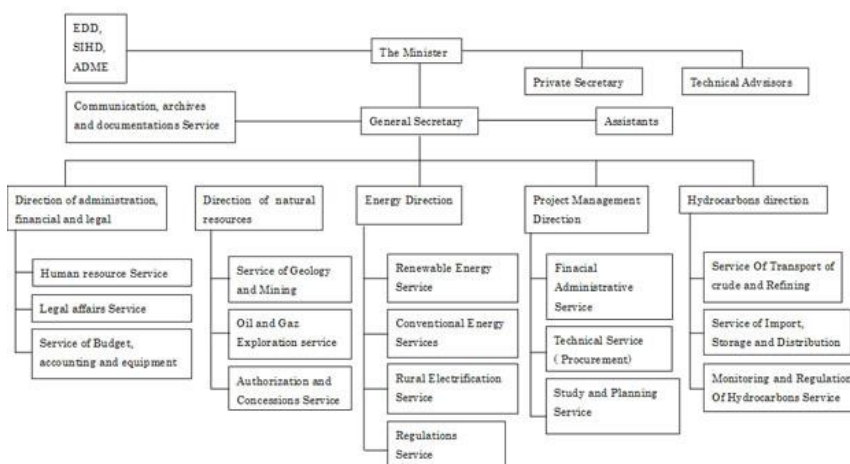 EDD,
SIHD,
ADME
The Minister
Private Secretary
Technical Advsisors
Communication, archives
and documentations Service
General Secretary
Assistants
Direction of administration,
financial and legal
Human resource Service
Legal affairs Service
Service of Budget,
accounting and equipment
Direction of natural
resources
Service of Geology
and Mining
Oil and Gaz
Exploration service
Authorization and
Concessions Service
Energy Direction
Renewable Energy
Service
Conventional Energy
Services
Rural Electrification
Service
Regulations
Service
Project Management
Direction
Finacial
Administrative
Service
Technical Service
( Procurement)
Study and Planning
Service
Hydrocarbons direction
Service Of Transport of
crude and Refining
Service of Import,
Storage and Distribution
Monitoring and Regulation
Of Hydrocarbons Service